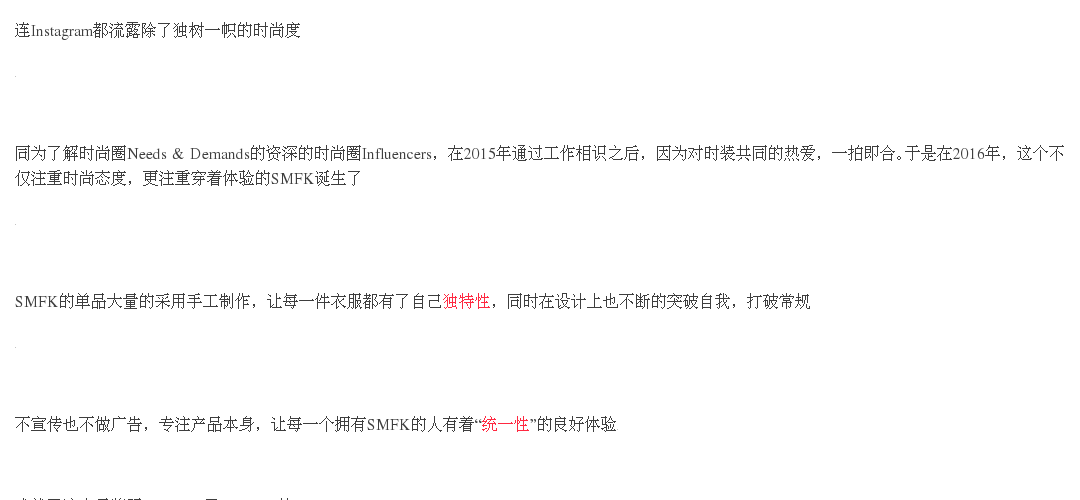 连Instagram都流露除了独树一帜的时尚度
同为了解时尚圈Needs & Demands的资深的时尚圈Influencers，在2015年通过工作相识之后，因为对时装共同的热爱，一拍即合。于是在2016年，这个不
仅注重时尚态度，更注重穿着体验的SMFK诞生了
SMFK的单品大量的采用手工制作，让每一件衣服都有了自己独特性，同时在设计上也不断的突破自我，打破常规
不宣传也不做广告，专注产品本身，让每一个拥有SMFK的人有着“统一性”的良好体验